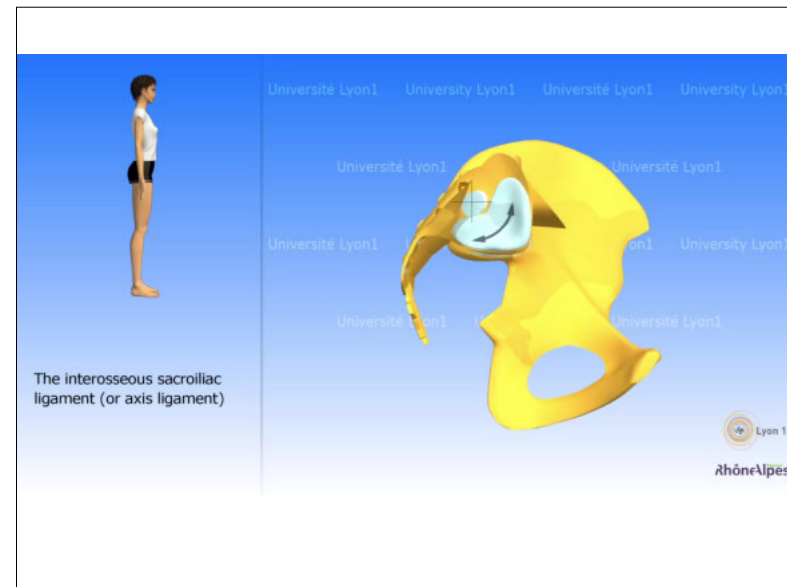 Université Lyon1 University Lyon1 Université Lyon1 University Lyon1
Université Lyon1 Université Lyon1
Université Lyon1 University Lyon1
Université Lyon1 Université Lyon1
The interosseous sacroiliac
ligament (or axis ligament)
Lyon 1
RhôneAlpes